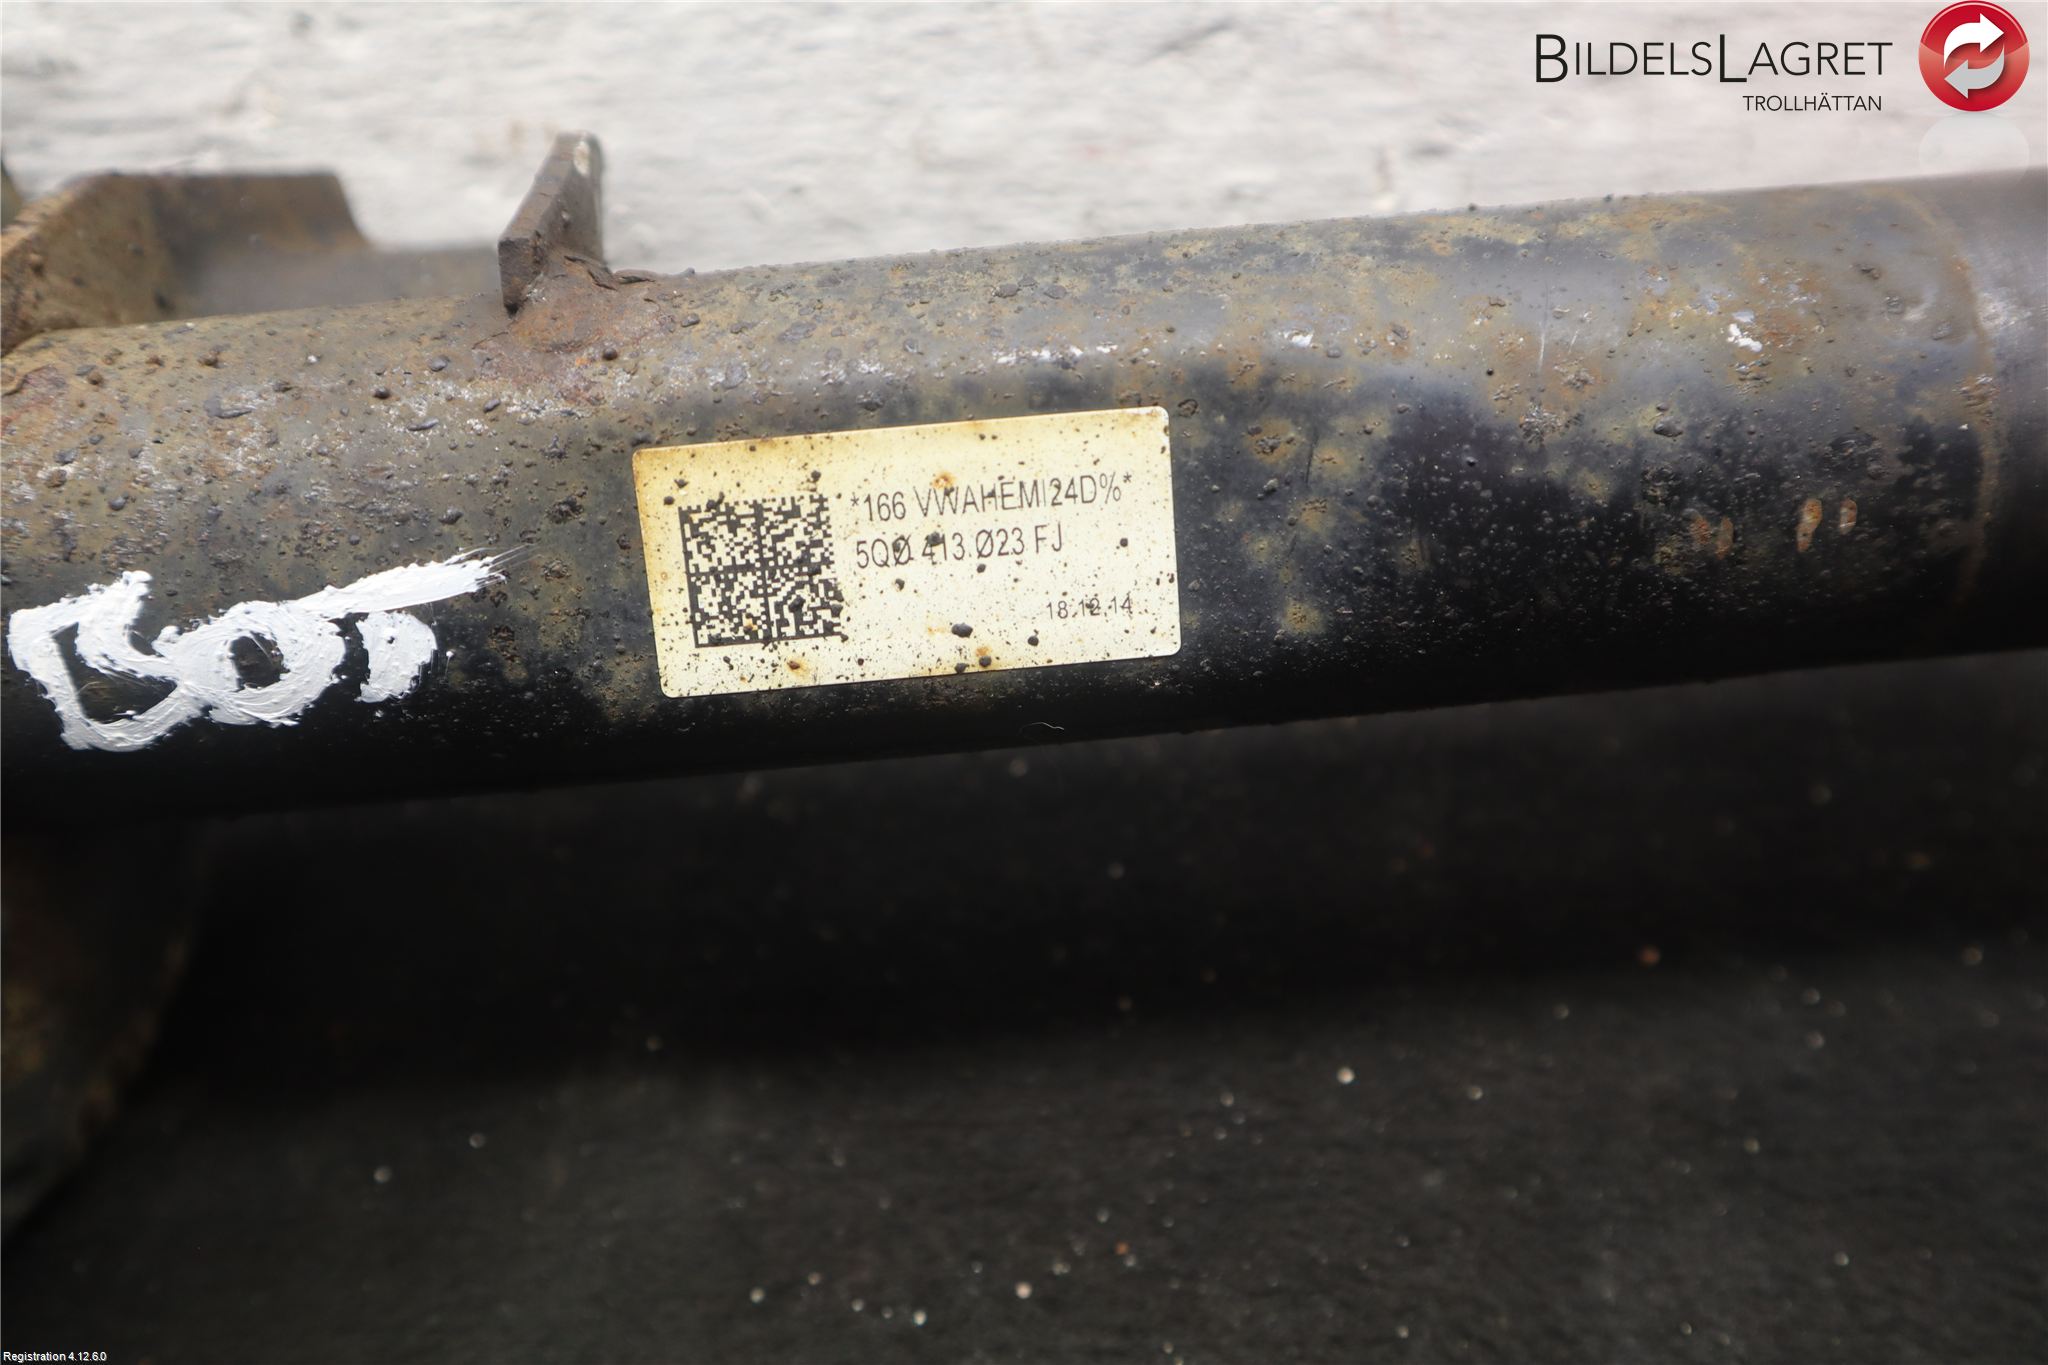 BILDELSLAGRET
TROLLHÄTTAN
*166 VWAHEMI24D%*
5QØ 413 Ø23 FJ
18.12.14
Registration 4.12.6.0